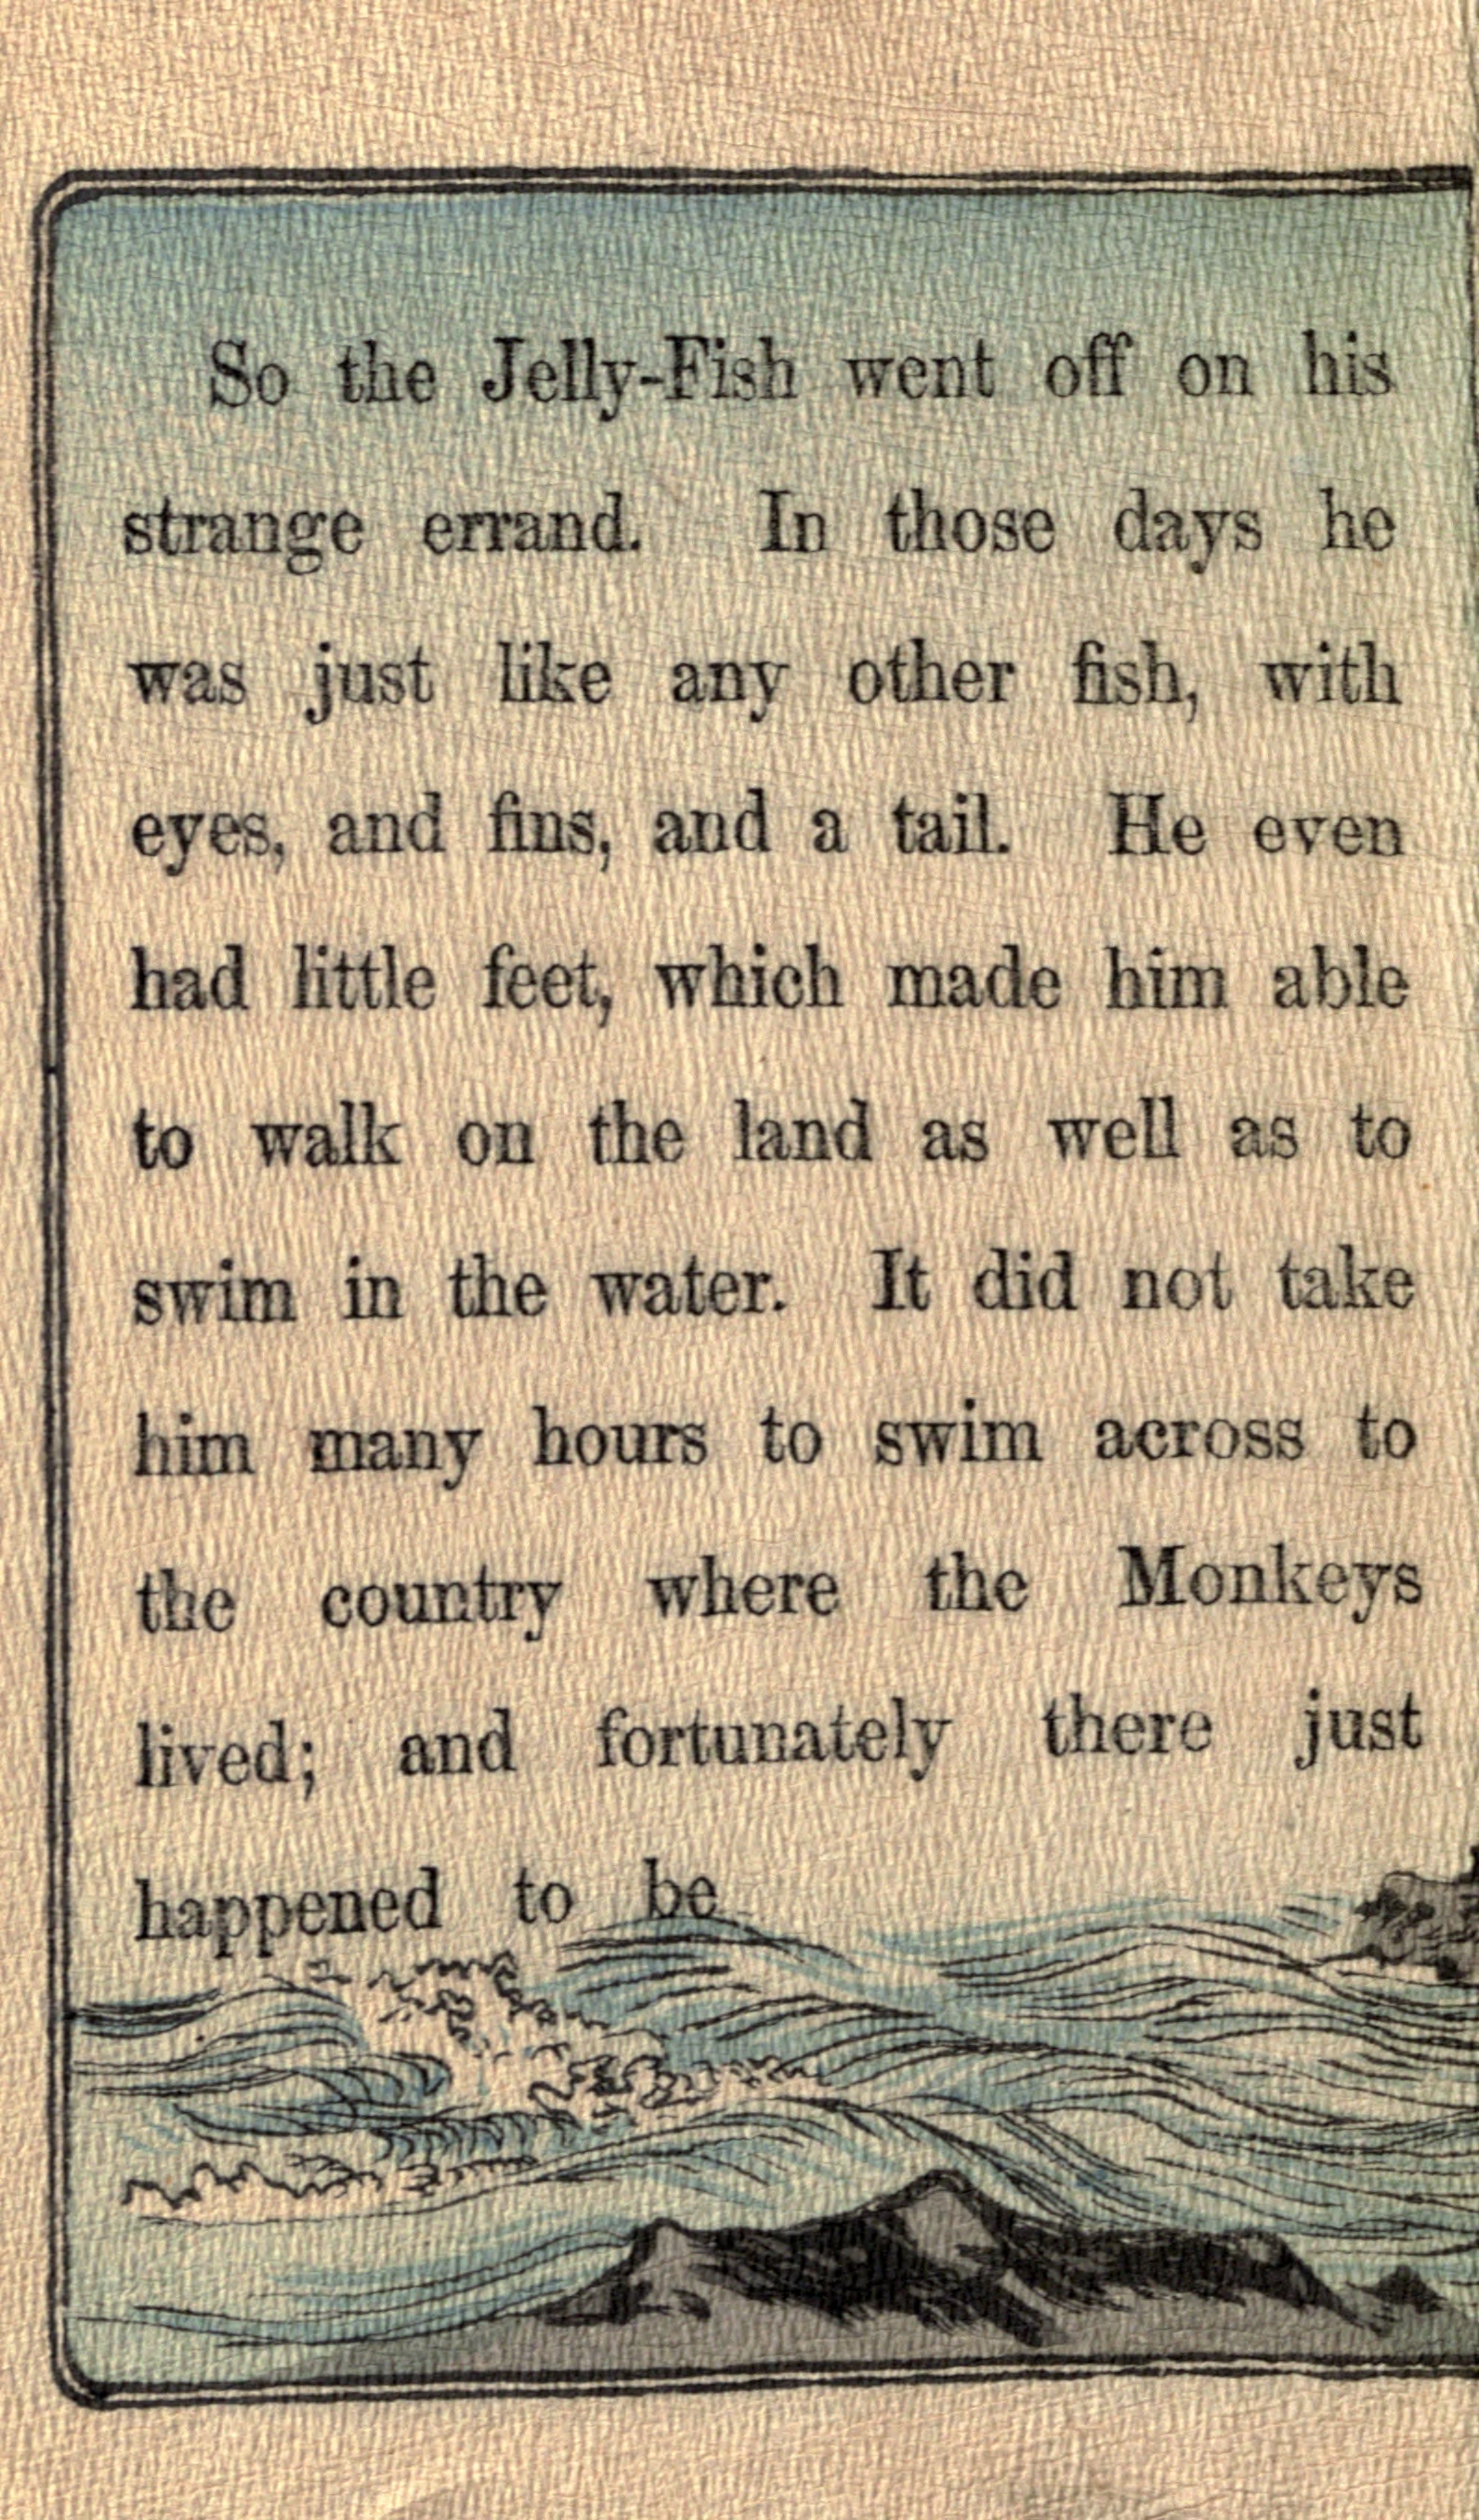 So the Jelly-Fish went off on his
strange errand. In those days he
was just like any other fish, with
eyes, and fins, and a tail. He even
had little feet, which made him able
to walk on the land as well as to
swim in the water. It did not take
him many hours to swim across to
the country where the Monkeys
lived; and fortunately there just
happened to be